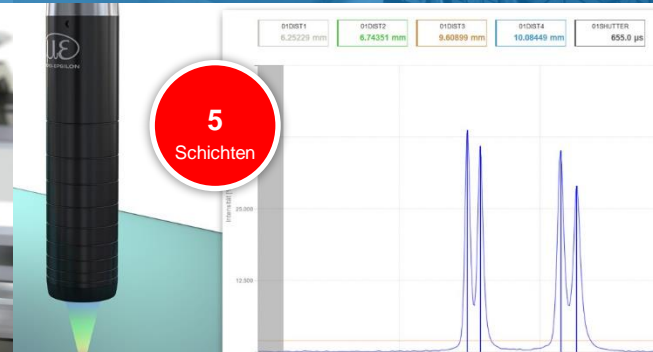 01DIST1
6.25229 mm
01DIST2
6.74351 mm
01DIST3
9.60899 mm
01DIST4
10.08449 mm
01SHUTTER
655.0 µs
5
Schichten
25.000
12.500